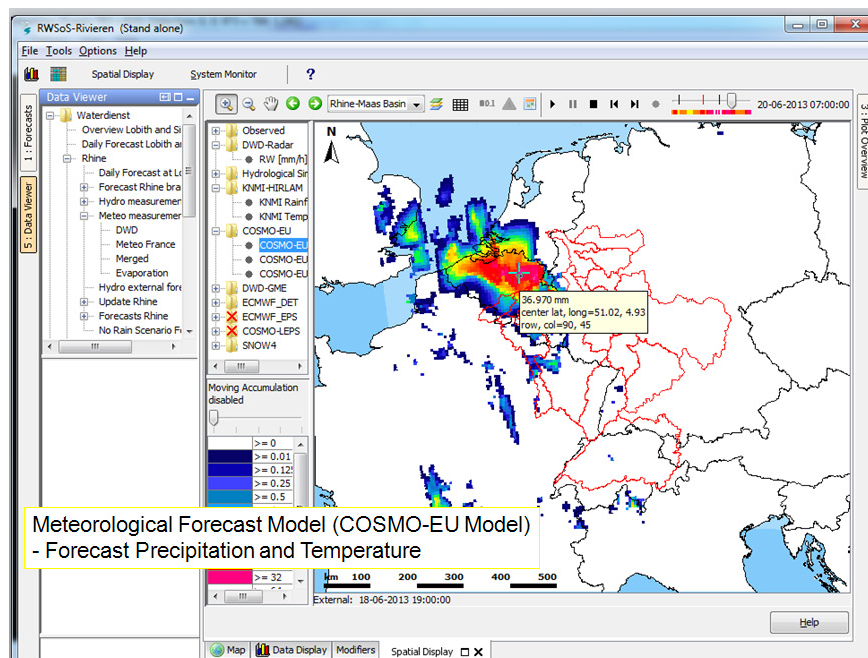 RWSoS-Rivieren (Stand alone)
File Tools Options Help
Spatial Display System Monitor ?
1 : Forecasts
5 : Data Viewer
Data Viewer
Waterdienst
Overview Lobith and Si
Daily Forecast Lobith a
Rhine
Daily Forecast at Lo
Forecast Rhine bra
Hydro measuremen
Meteo measuremen
DWD
Meteo France
Merged
Evaporation
Hydro external fore
Update Rhine
Forecasts Rhine
No Rain Scenario F
Rhine-Maas Basin
0.1
20-06-2013 07:00:00
3 : Plot Overview
Observed
DWD-Radar
RW [mm/h]
Hydrological Sim
KNMI-HIRLAM
KNMI Rainf
KNMI Temp
COSMO-EU
COSMO-EU
COSMO-EU
COSMO-EU
DWD-GME
ECMWF_DET
ECMWF_EPS
COSMO-LEPS
SNOW4
Moving Accumulation
disabled
>= 0
>= 0.01
>= 0.125
>= 0.25
>= 0.5
>= 32
N
36.970 mm
center lat, long=51.02, 4.93
row, col=90, 45
Meteorological Forecast Model (COSMO-EU Model)
- Forecast Precipitation and Temperature
km 100 200 300 400 500
External: 18-06-2013 19:00:00
Help
Map Data Display Modifiers Spatial Display